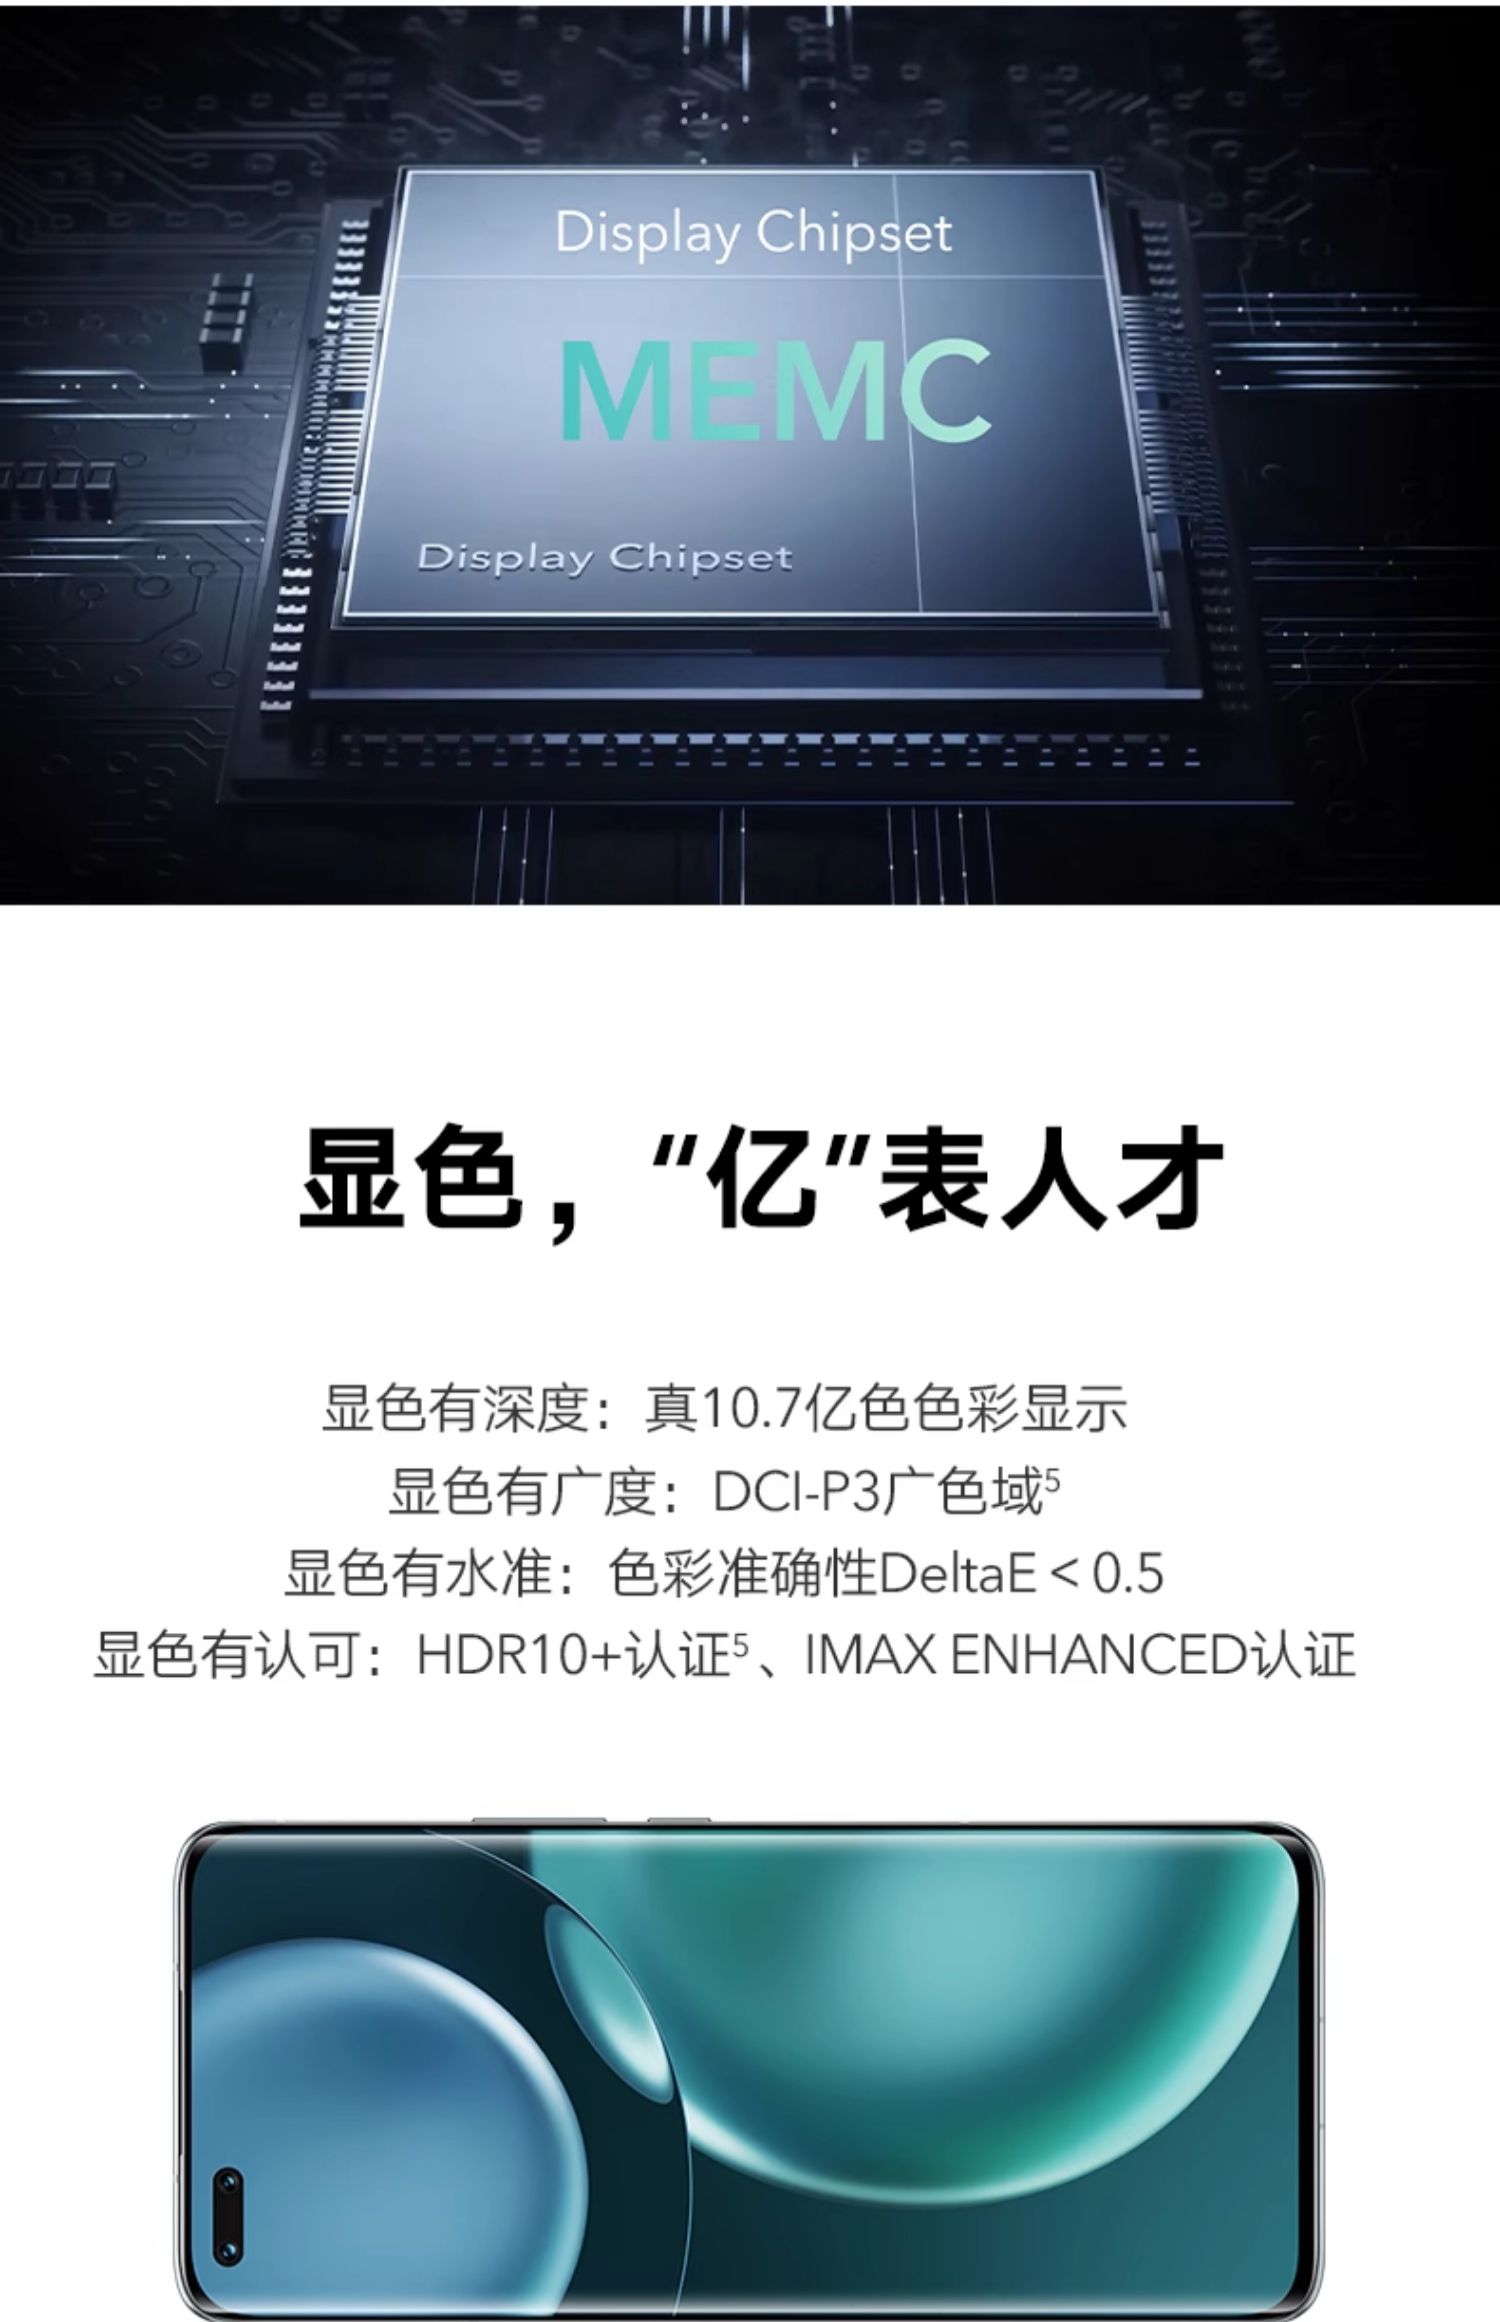 Display Chipset
MEMC
Display Chipset
显色，“亿”表人才
显色有深度：真10.7亿色色彩显示
显色有广度：DCI-P3广色域⁵
显色有水准：色彩准确性DeltaE＜0.5
显色有认可：HDR10+认证⁵、IMAX ENHANCED认证